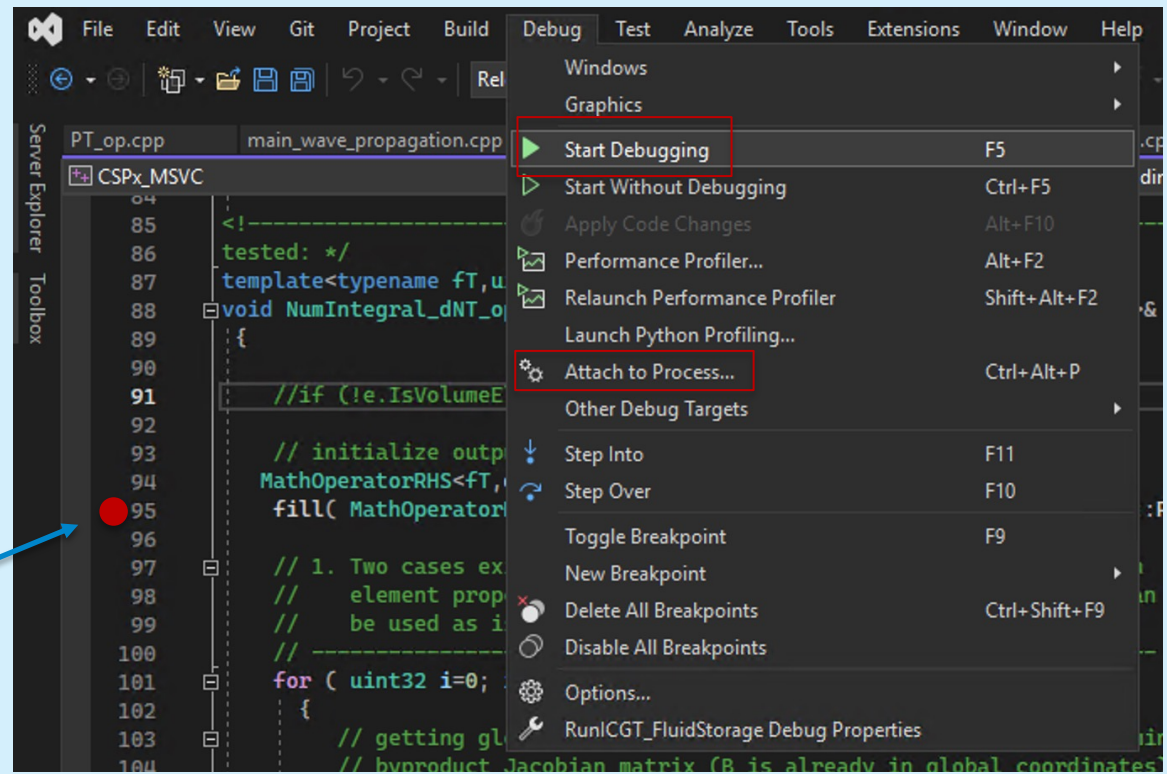 File Edit View Git Project Build Debug Test Analyze Tools Extensions Window Help
Rel
Server Explorer
Toolbox
PT_op.cpp main_wave_propagation.cpp
CSPx_MSVC
84
85 <!--------------------
86 tested: */
87 template<typename fT,u
88 void NumIntegral_dNT_o
89 {
90
91 //if (!e.IsVolumeE
92
93 // initialize outp
94 MathOperatorRHS<fT,
95 fill( MathOperator
96
97 // 1. Two cases ex
98 // element prop
99 // be used as i
100 // --------------------
101 for ( uint32 i=0;
102 {
103 // getting gl
104 // byproduct Jacobian matrix (B is already in global coordinates)
Windows
Graphics
Start Debugging F5
Start Without Debugging Ctrl+F5
Apply Code Changes Alt+F10
Performance Profiler... Alt+F2
Relaunch Performance Profiler Shift+Alt+F2
Launch Python Profiling...
Attach to Process... Ctrl+Alt+P
Other Debug Targets
Step Into F11
Step Over F10
Toggle Breakpoint F9
New Breakpoint
Delete All Breakpoints Ctrl+Shift+F9
Disable All Breakpoints
Options...
RunICGT_FluidStorage Debug Properties